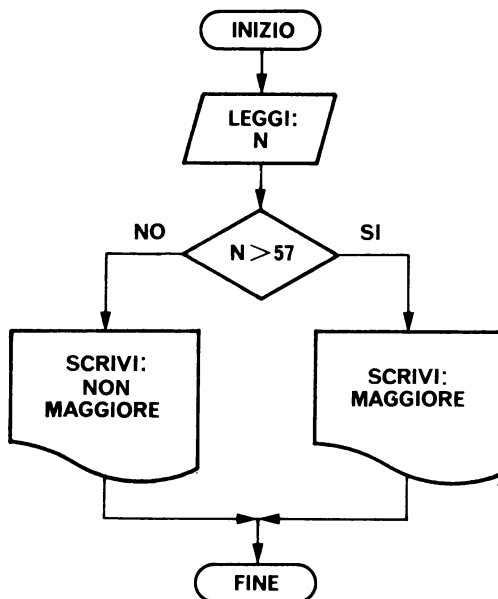 INIZIO
LEGGI:
N
NO
N > 57
SI
SCRIVI:
NON
MAGGIORE
SCRIVI:
MAGGIORE
FINE